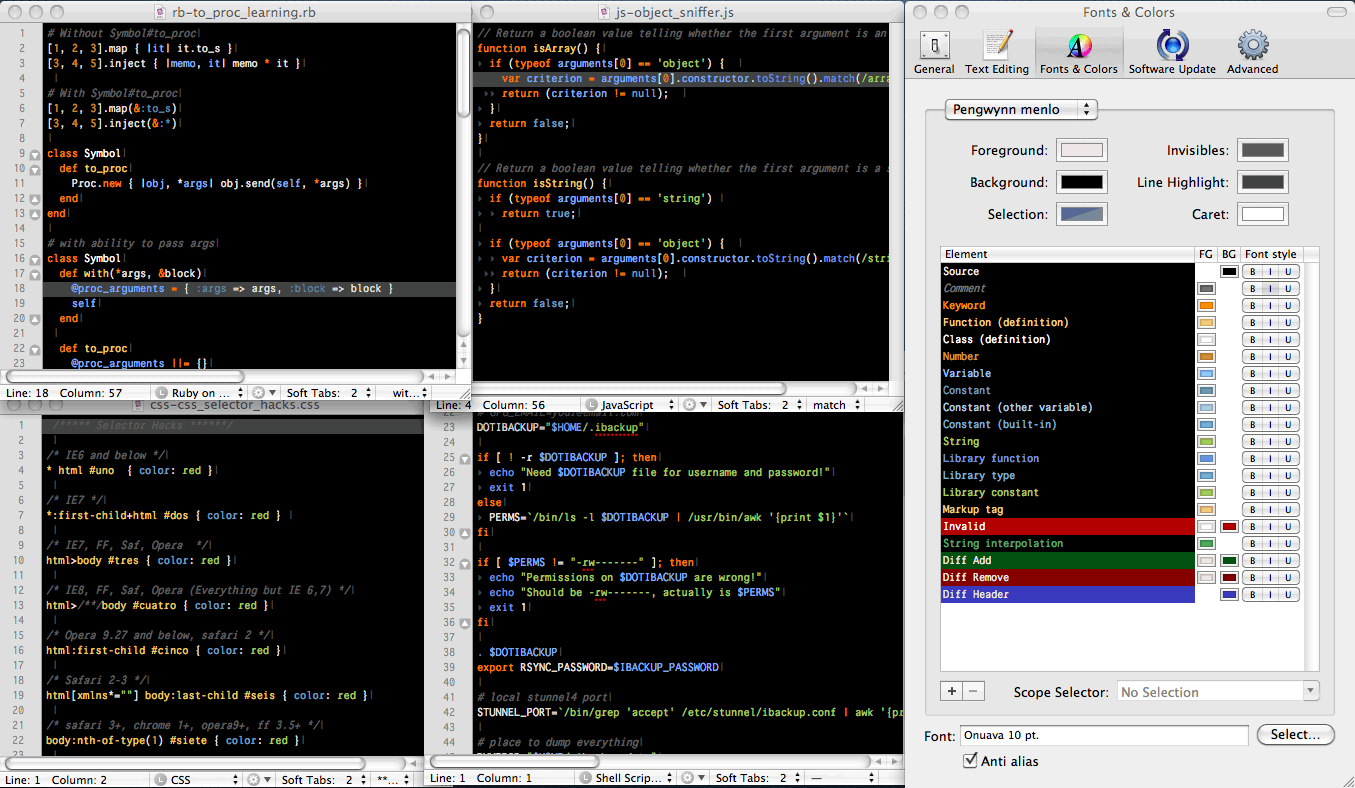 rb-to_proc_learning.rb
1 # Without Symbol#to_proc
2 [1, 2, 3].map { |it| it.to_s }
3 [3, 4, 5].inject { |memo, it| memo * it }
4
5 # With Symbol#to_proc
6 [1, 2, 3].map(&:to_s)
7 [3, 4, 5].inject(&:*)
8
9 class Symbol
10 def to_proc
11 Proc.new { |obj, *args| obj.send(self, *args) }
12 end
13 end
14
15 # with ability to pass args
16 class Symbol
17 def with(*args, &block)
18 @proc_arguments = { :args => args, :block => block }
19 self
20 end
21
22 def to_proc
23 @proc_arguments ||= {}
Line: 18 Column: 57 Ruby on ... Soft Tabs: 2 wit...
js-object_sniffer.js
// Return a boolean value telling whether the first argument is an
function isArray() {
if (typeof arguments[0] == 'object') {
var criterion = arguments[0].constructor.toString().match(/arra
return (criterion != null);
}
return false;
}
// Return a boolean value telling whether the first argument is a s
function isString() {
if (typeof arguments[0] == 'string')
return true;
if (typeof arguments[0] == 'object') {
var criterion = arguments[0].constructor.toString().match(/stri
return (criterion != null);
}
return false;
}
Line: 4 Column: 56 JavaScript Soft Tabs: 2 match
css-css_selector_hacks.css
1 /***** Selector Hacks ******/
2
3 /* IE6 and below */
4 * html #uno { color: red }
5
6 /* IE7 */
7 *:first-child+html #dos { color: red }
8
9 /* IE7, FF, Saf, Opera */
10 html>body #tres { color: red }
11
12 /* IE8, FF, Saf, Opera (Everything but IE 6,7) */
13 html>/**/body #cuatro { color: red }
14
15 /* Opera 9.27 and below, safari 2 */
16 html:first-child #cinco { color: red }
17
18 /* Safari 2-3 */
19 html[xmlns*=""] body:last-child #seis { color: red }
20
21 /* safari 3+, chrome 1+, opera9+, ff 3.5+ */
22 body:nth-of-type(1) #siete { color: red }
23
Line: 1 Column: 2 CSS Soft Tabs: 2 **...
23 DOTIBACKUP="$HOME/.ibackup"
24
25 if [ ! -r $DOTIBACKUP ]; then
26 echo "Need $DOTIBACKUP file for username and password!"
27 exit 1
28 else
29 PERMS=`/bin/ls -l $DOTIBACKUP | /usr/bin/awk '{print $1}'`
30 fi
31
32 if [ $PERMS != "-rw-------" ]; then
33 echo "Permissions on $DOTIBACKUP are wrong!"
34 echo "Should be -rw-------, actually is $PERMS"
35 exit 1
36 fi
37
38 . $DOTIBACKUP
39 export RSYNC_PASSWORD=$IBACKUP_PASSWORD
40
41 # local stunnel4 port
42 STUNNEL_PORT=`/bin/grep 'accept' /etc/stunnel/ibackup.conf | awk '{pr
43
44 # place to dump everything
Line: 1 Column: 1 Shell Scrip... Soft Tabs: 2 —
Fonts & Colors
General Text Editing Fonts & Colors Software Update Advanced
Pengwynn menlo
Foreground: Invisibles:
Background: Line Highlight:
Selection: Caret:
Element FG BG Font style
Source B I U
Comment B I U
Keyword B I U
Function (definition) B I U
Class (definition) B I U
Number B I U
Variable B I U
Constant B I U
Constant (other variable) B I U
Constant (built-in) B I U
String B I U
Library function B I U
Library type B I U
Library constant B I U
Markup tag B I U
Invalid B I U
String interpolation B I U
Diff Add B I U
Diff Remove B I U
Diff Header B I U
+ − Scope Selector: No Selection
Font: Onuava 10 pt. Select...
Anti alias